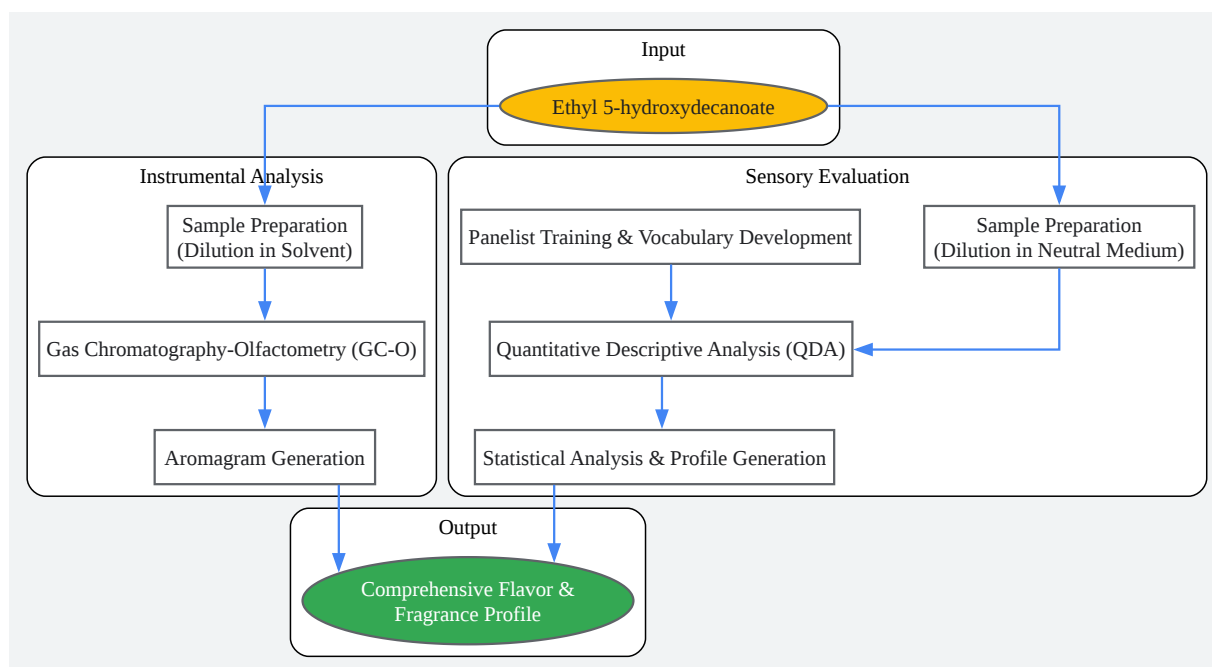 Input
Ethyl 5-hydroxydecanoate
Instrumental Analysis
Sample Preparation
(Dilution in Solvent)
Gas Chromatography-Olfactometry (GC-O)
Aromagram Generation
Sensory Evaluation
Panelist Training & Vocabulary Development
Sample Preparation
(Dilution in Neutral Medium)
Quantitative Descriptive Analysis (QDA)
Statistical Analysis & Profile Generation
Output
Comprehensive Flavor &
Fragrance Profile